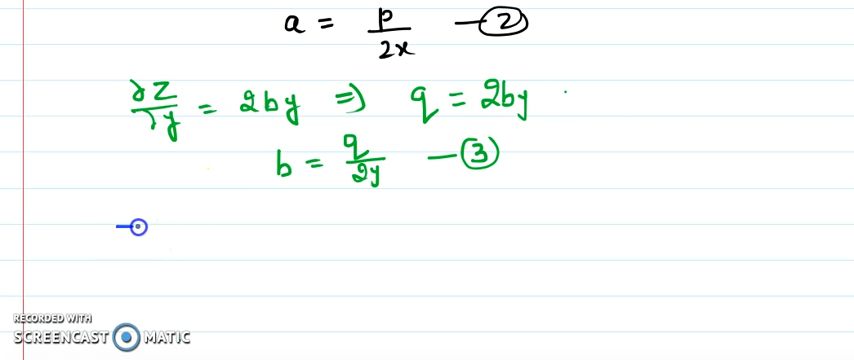 a = p/2x —②
∂z/∂y = 2by ⇒ q = 2by
b = q/2y —③
RECORDED WITH
SCREENCAST MATIC